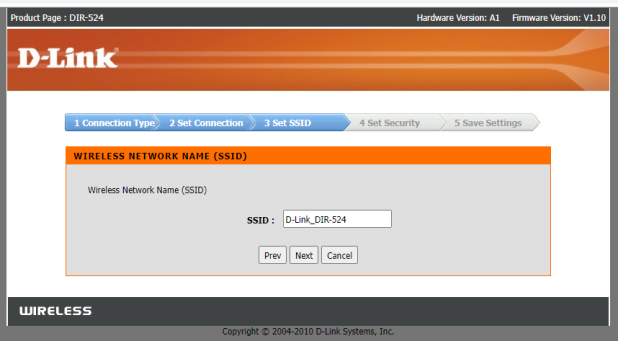 Product Page : DIR-524 Hardware Version: A1 Firmware Version: V1.10
D-Link
1 Connection Type 2 Set Connection 3 Set SSID 4 Set Security 5 Save Settings
WIRELESS NETWORK NAME (SSID)
Wireless Network Name (SSID)
SSID : D-Link_DIR-524
Prev Next Cancel
WIRELESS
Copyright © 2004-2010 D-Link Systems, Inc.